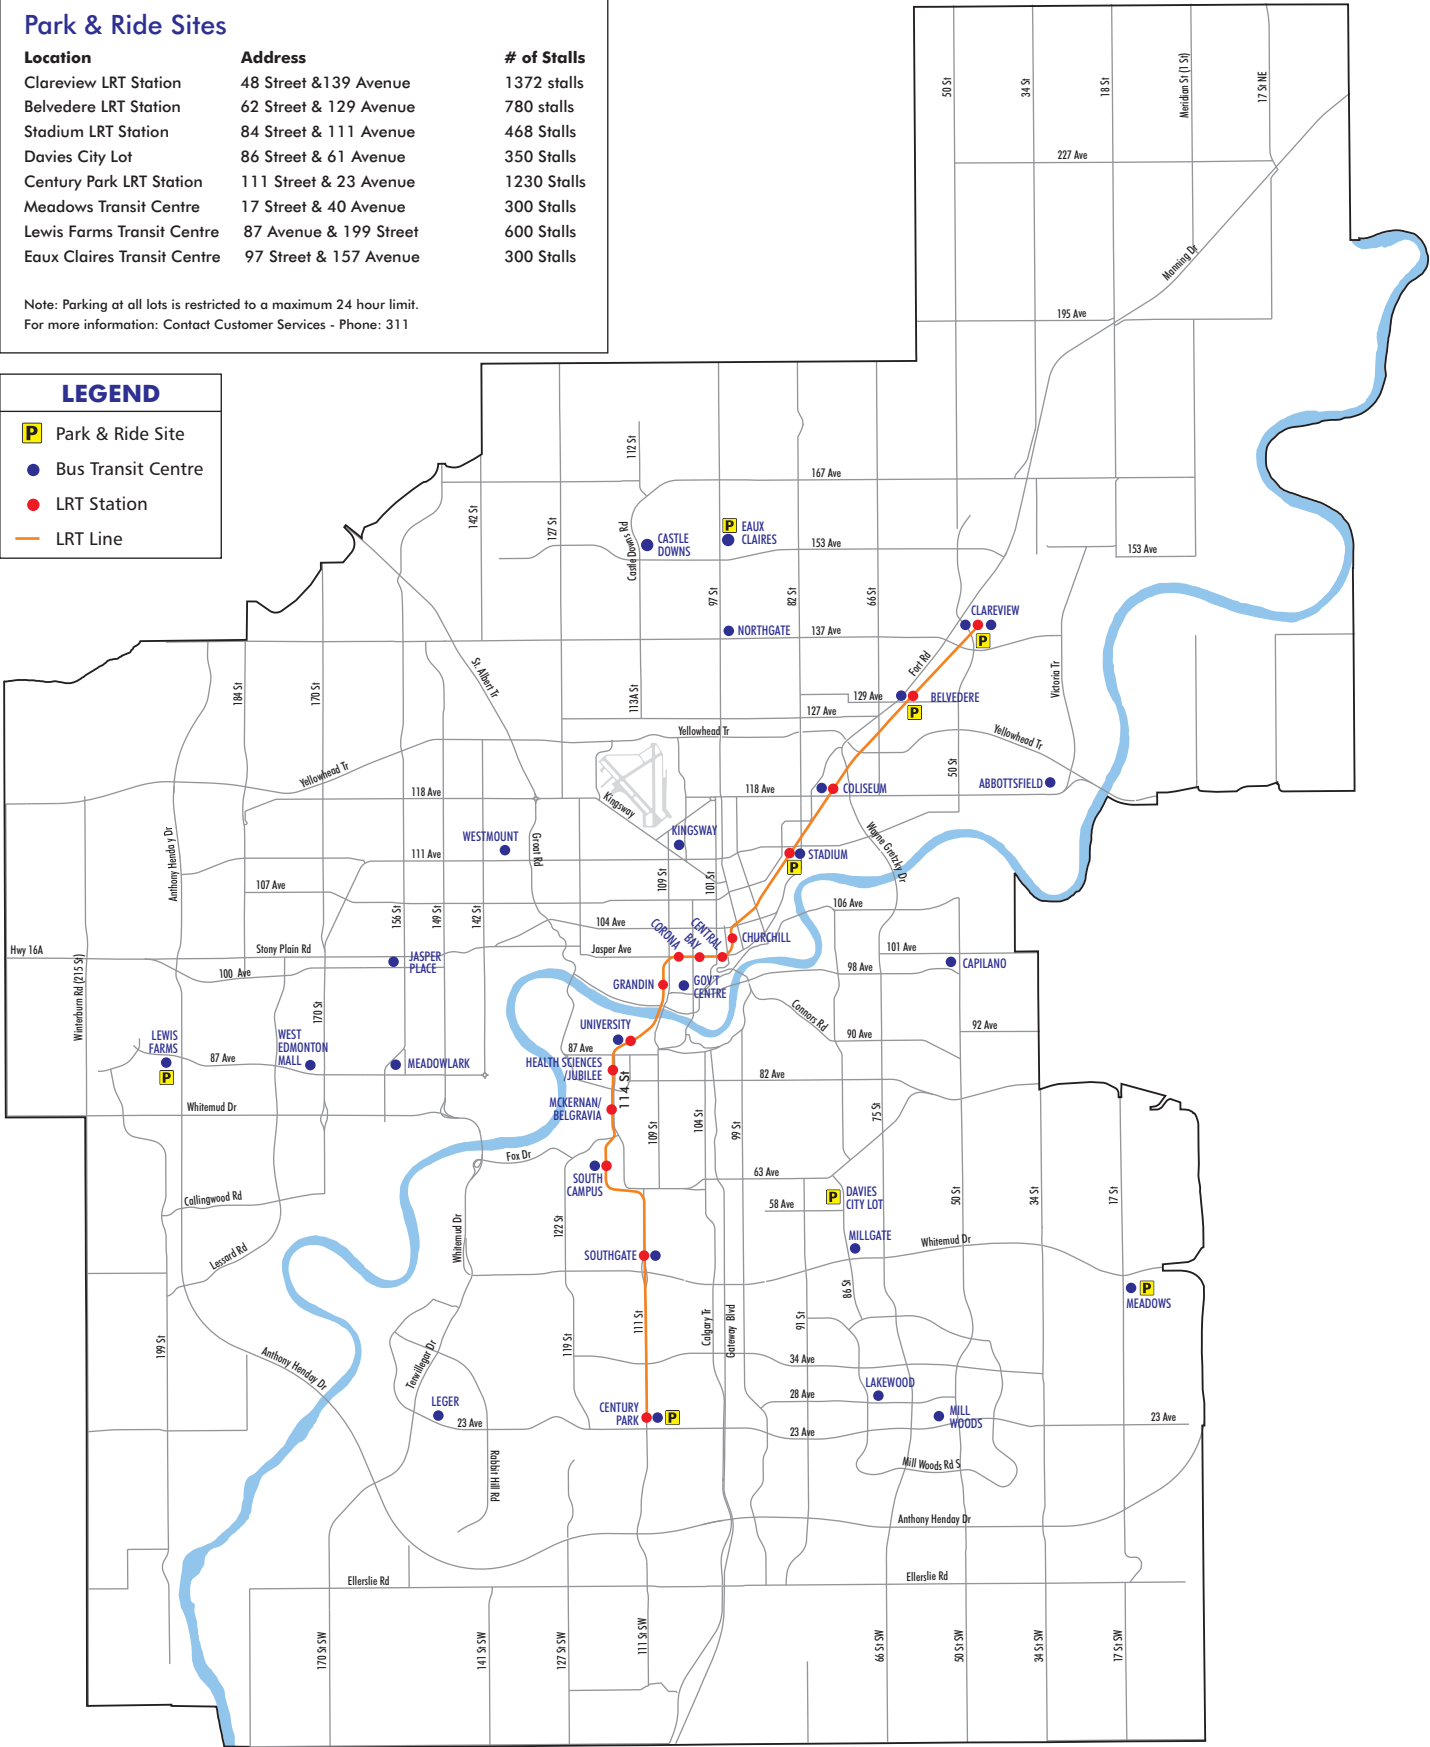 Park & Ride Sites
Location Address # of Stalls
Clareview LRT Station 48 Street &139 Avenue 1372 stalls
Belvedere LRT Station 62 Street & 129 Avenue 780 stalls
Stadium LRT Station 84 Street & 111 Avenue 468 Stalls
Davies City Lot 86 Street & 61 Avenue 350 Stalls
Century Park LRT Station 111 Street & 23 Avenue 1230 Stalls
Meadows Transit Centre 17 Street & 40 Avenue 300 Stalls
Lewis Farms Transit Centre 87 Avenue & 199 Street 600 Stalls
Eaux Claires Transit Centre 97 Street & 157 Avenue 300 Stalls
Note: Parking at all lots is restricted to a maximum 24 hour limit.
For more information: Contact Customer Services - Phone: 311
LEGEND
P Park & Ride Site
Bus Transit Centre
LRT Station
LRT Line
50 St
34 St
18 St
Meridian St (1 St)
17 St NE
227 Ave
Manning Dr
195 Ave
112 St
167 Ave
142 St
127 St
Castle Downs Rd
CASTLE
DOWNS
P
EAUX
CLAIRES
153 Ave
153 Ave
97 St
82 St
66 St
CLAREVIEW
P
NORTHGATE
137 Ave
Fort Rd
St. Albert Tr
184 St
170 St
113A St
Victoria Tr
129 Ave
BELVEDERE
P
127 Ave
Yellowhead Tr
Yellowhead Tr
Yellowhead Tr
50 St
ABBOTTSFIELD
118 Ave
118 Ave
COLISEUM
Kingsway
KINGSWAY
WESTMOUNT
Groat Rd
Wayne Gretzky Dr
Anthony Henday Dr
111 Ave
STADIUM
P
107 Ave
109 St
101 St
156 St
149 St
142 St
104 Ave
106 Ave
CORONA
CENTRAL
BAY
CHURCHILL
Hwy 16A
Stony Plain Rd
Jasper Ave
101 Ave
JASPER
PLACE
100 Ave
98 Ave
CAPILANO
Winterburn Rd (215 St)
170 St
GRANDIN
GOV'T
CENTRE
Connors Rd
UNIVERSITY
92 Ave
90 Ave
LEWIS
FARMS
P
WEST
EDMONTON
MALL
87 Ave
87 Ave
MEADOWLARK
HEALTH SCIENCES
/JUBILEE
114 St
82 Ave
MCKERNAN/
BELGRAVIA
Whitemud Dr
109 St
104 St
99 St
75 St
Fox Dr
SOUTH
CAMPUS
63 Ave
Callingwood Rd
P
DAVIES
CITY LOT
58 Ave
50 St
34 St
17 St
122 St
Whitemud Dr
MILLGATE
Whitemud Dr
Lessard Rd
SOUTHGATE
86 St
P
MEADOWS
199 St
111 St
119 St
Calgary Tr
Gateway Blvd
91 St
Anthony Henday Dr
Terwillegar Dr
34 Ave
LAKEWOOD
28 Ave
LEGER
CENTURY
PARK
P
MILL
WOODS
23 Ave
23 Ave
23 Ave
Rabbit Hill Rd
Mill Woods Rd S
Anthony Henday Dr
Ellerslie Rd
Ellerslie Rd
170 St SW
141 St SW
127 St SW
111 St SW
66 St SW
50 St SW
34 St SW
17 St SW